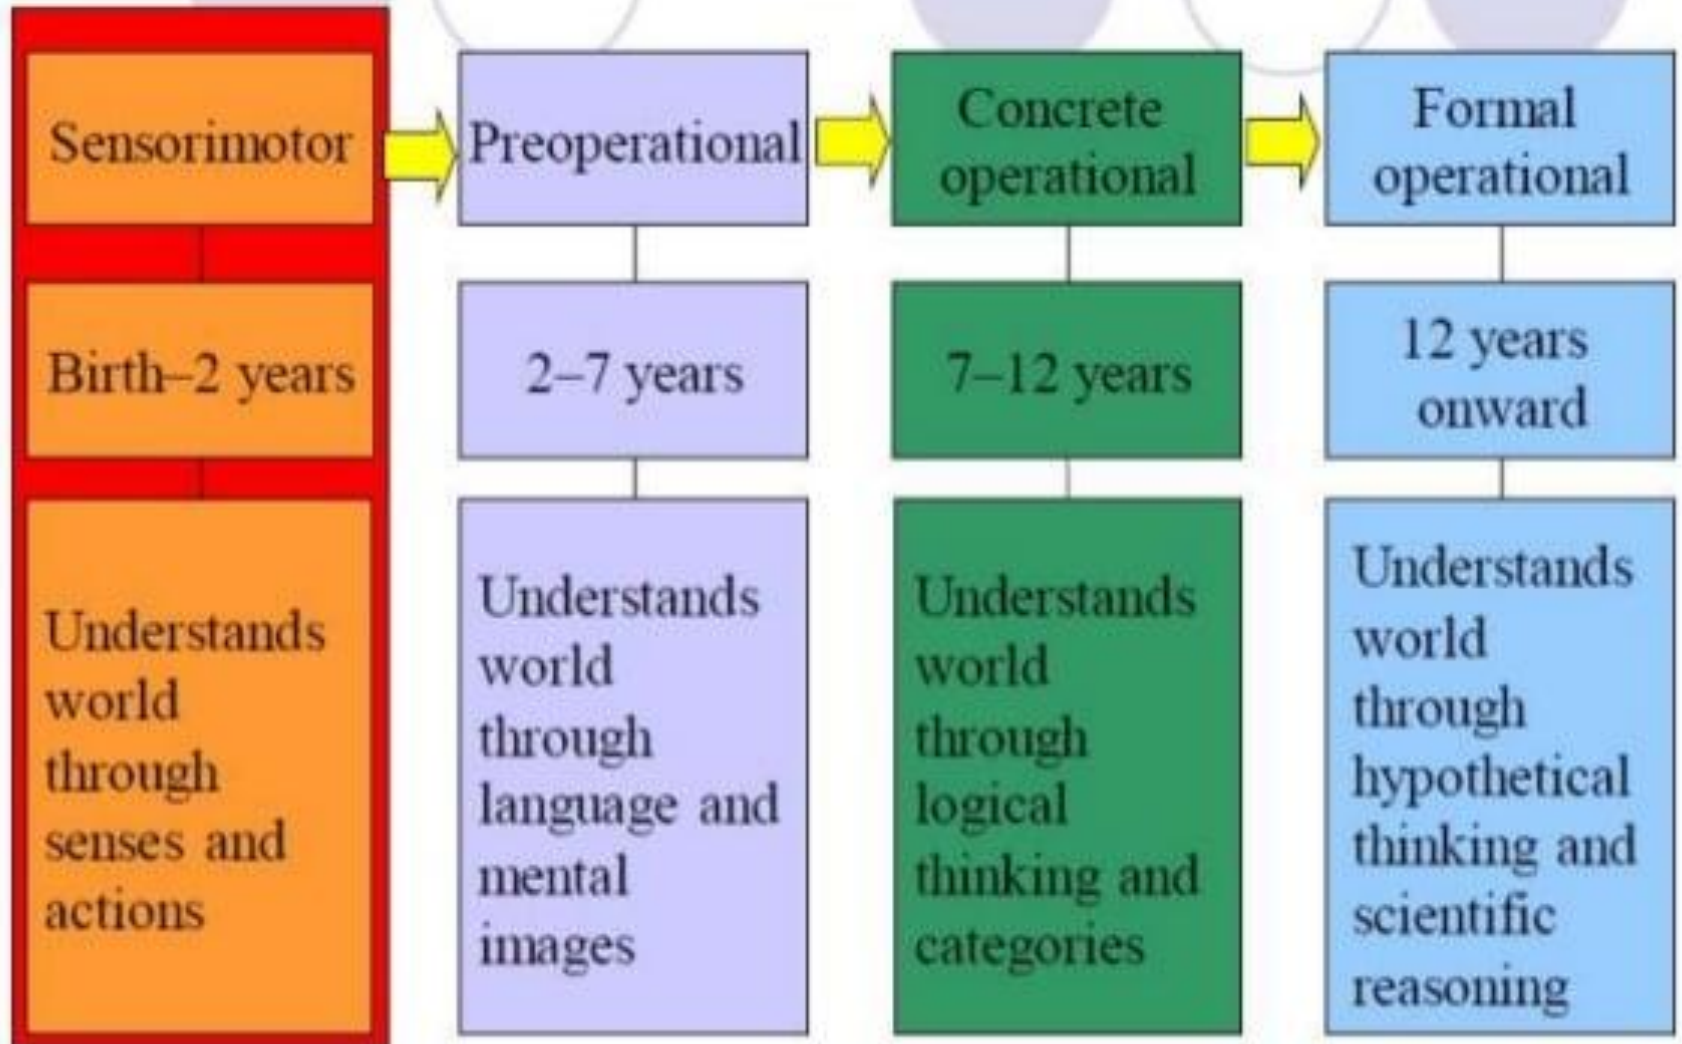 Sensorimotor
Preoperational
Concrete
operational
Formal
operational
Birth–2 years
2–7 years
7–12 years
12 years
onward
Understands
world
through
senses and
actions
Understands
world
through
language and
mental
images
Understands
world
through
logical
thinking and
categories
Understands
world
through
hypothetical
thinking and
scientific
reasoning